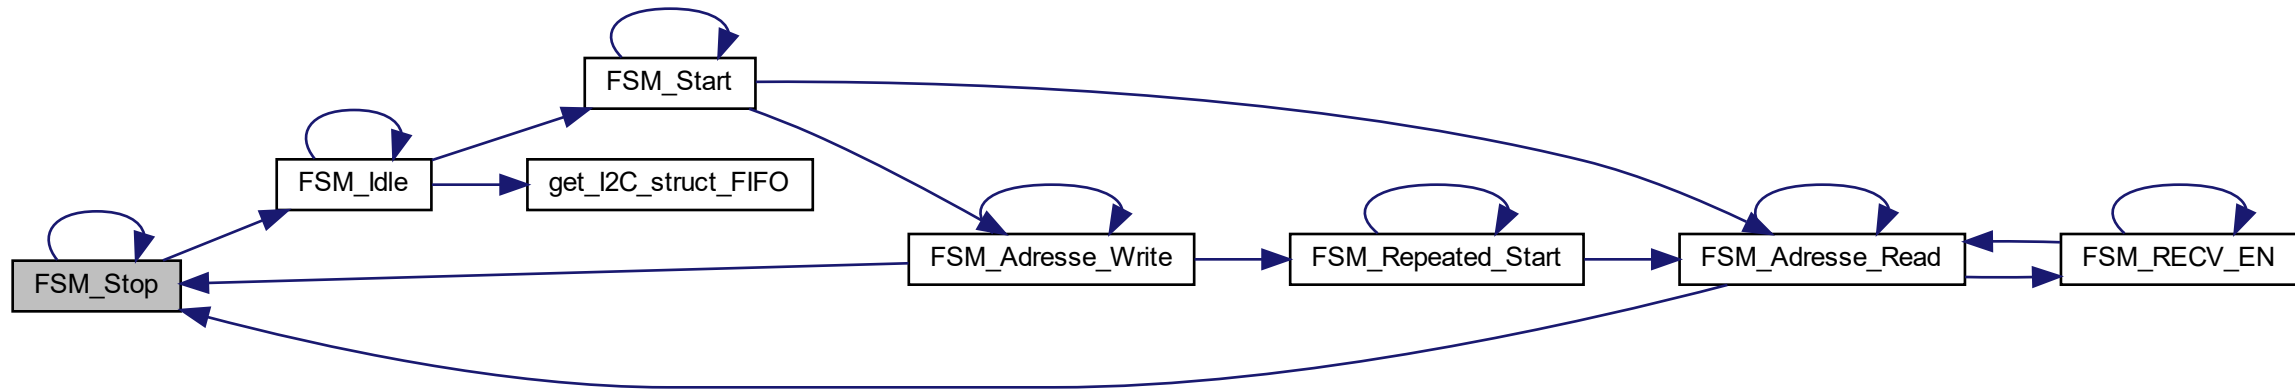 FSM_Start
FSM_Idle
get_I2C_struct_FIFO
FSM_Stop
FSM_Adresse_Write
FSM_Repeated_Start
FSM_Adresse_Read
FSM_RECV_EN